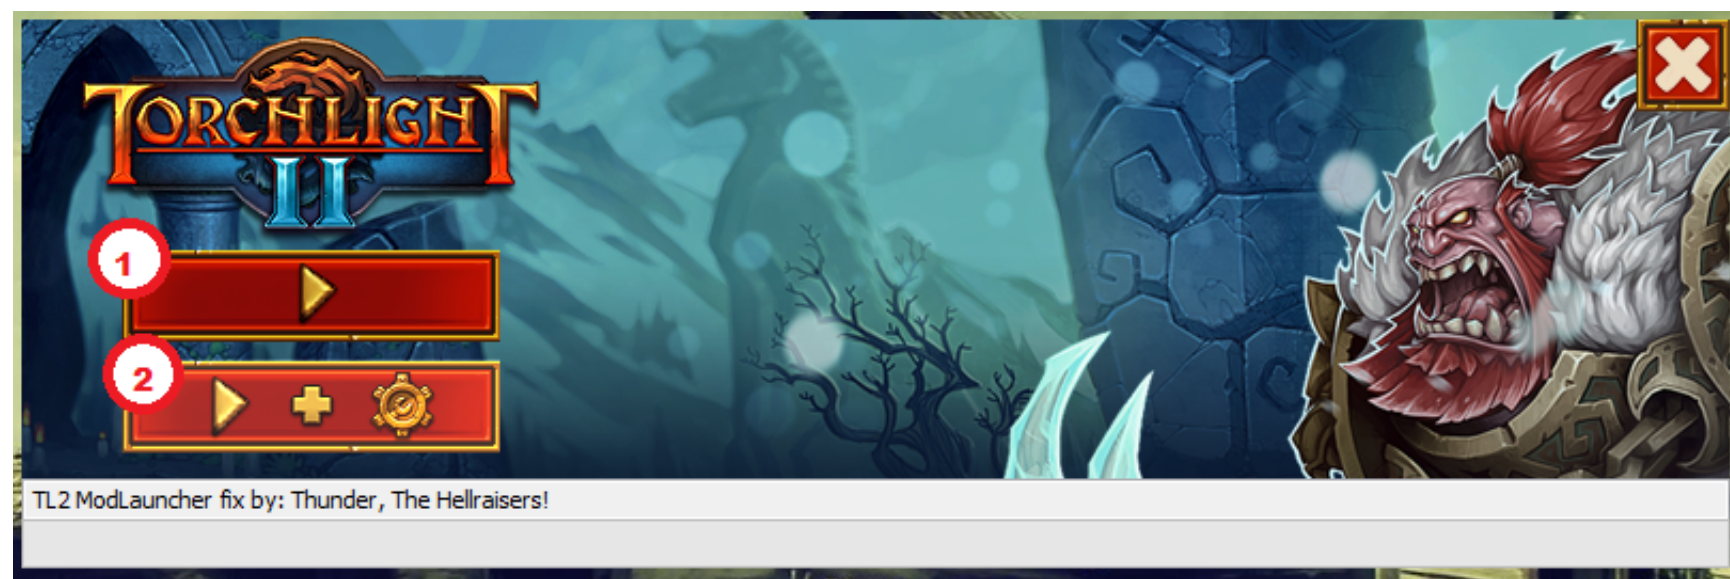 TORCHLIGHT
II
1
2
TL2 ModLauncher fix by: Thunder, The Hellraisers!